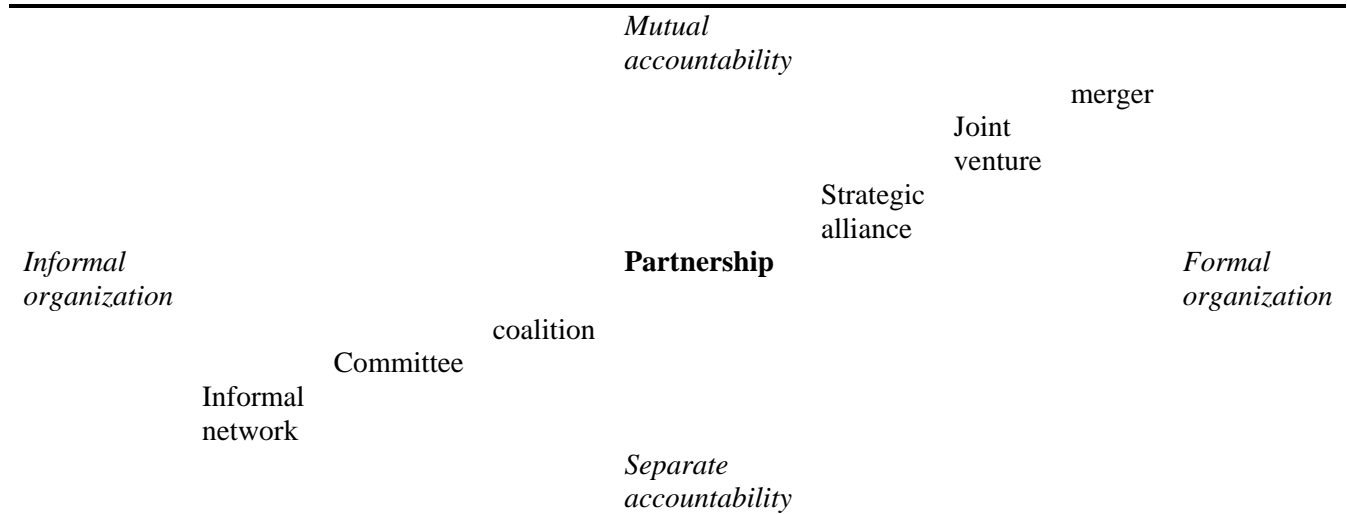 Mutual
accountability
merger
Joint
venture
Strategic
alliance
Informal
organization
Partnership
Formal
organization
coalition
Committee
Informal
network
Separate
accountability